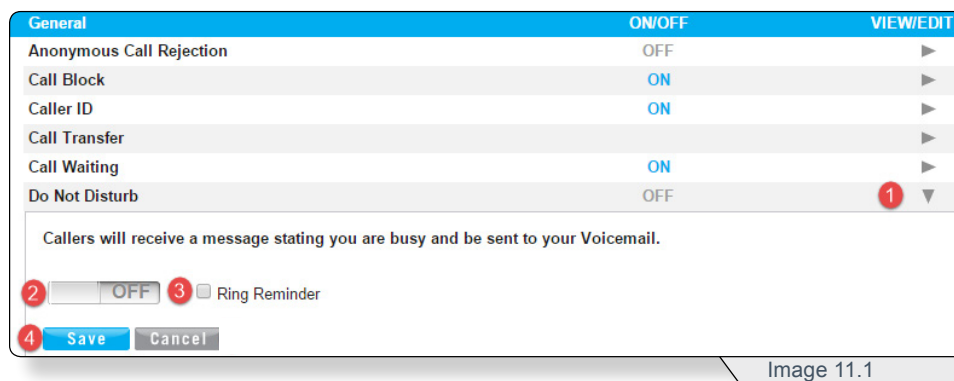 General ON/OFF VIEW/EDIT
Anonymous Call Rejection OFF
Call Block ON
Caller ID ON
Call Transfer
Call Waiting ON
Do Not Disturb OFF 1
Callers will receive a message stating you are busy and be sent to your Voicemail.
2 OFF 3 Ring Reminder
4 Save Cancel
Image 11.1